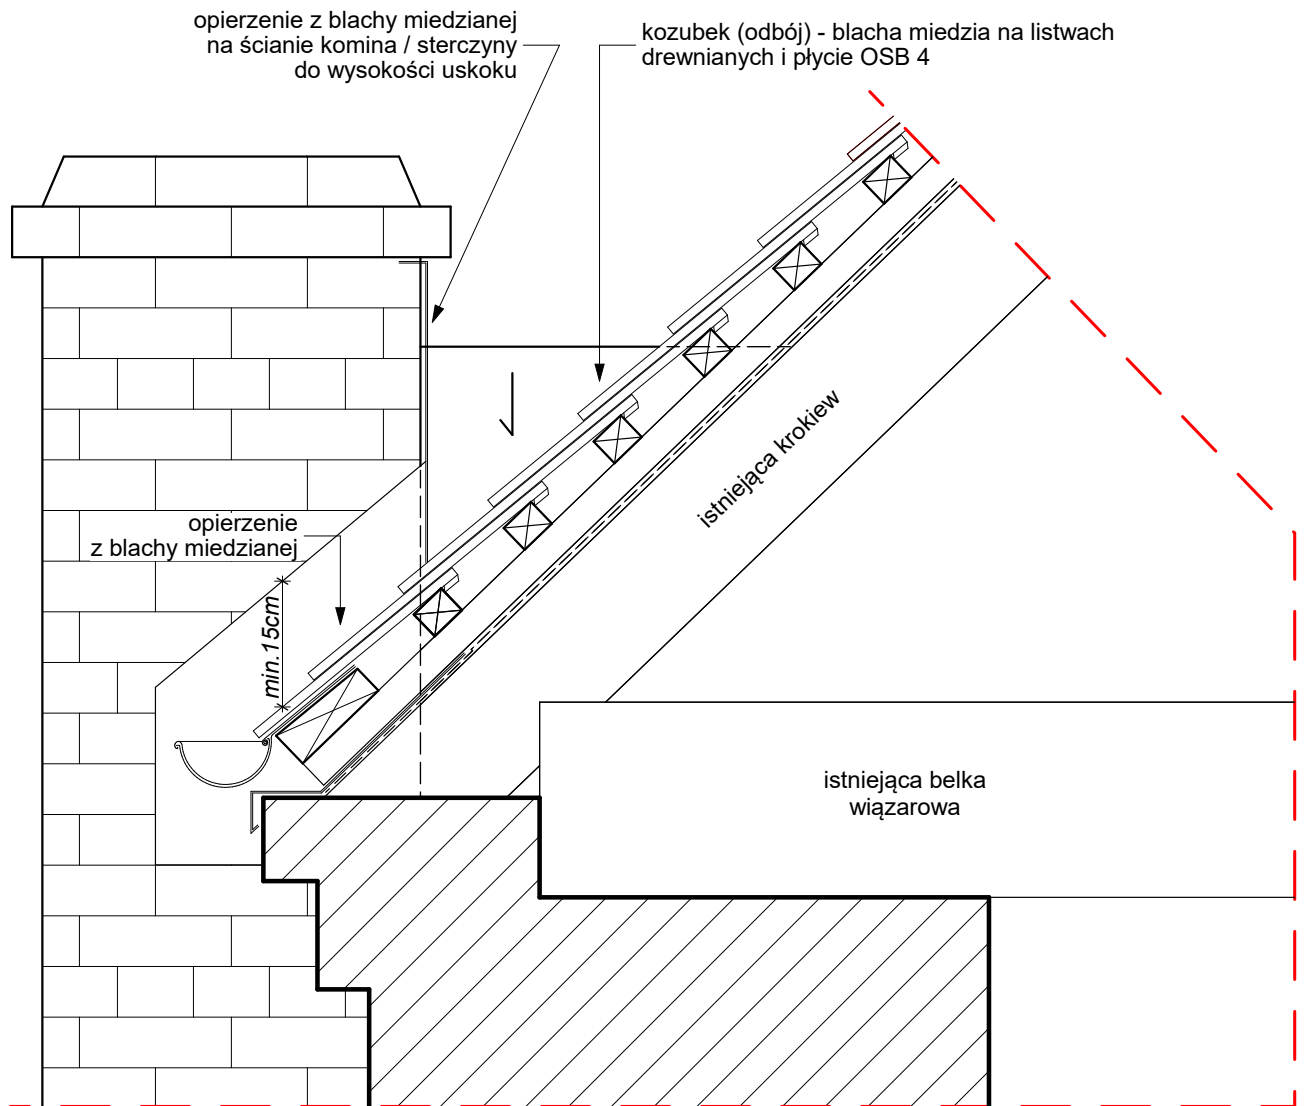 opierzenie z blachy miedzianej
na ścianie komina / sterczyny
do wysokości uskoku
kozubek (odbój) - blacha miedzia na listwach
drewnianych i płycie OSB 4
istniejąca krokiew
opierzenie
z blachy miedzianej
min.15cm
istniejąca belka
wiązarowa